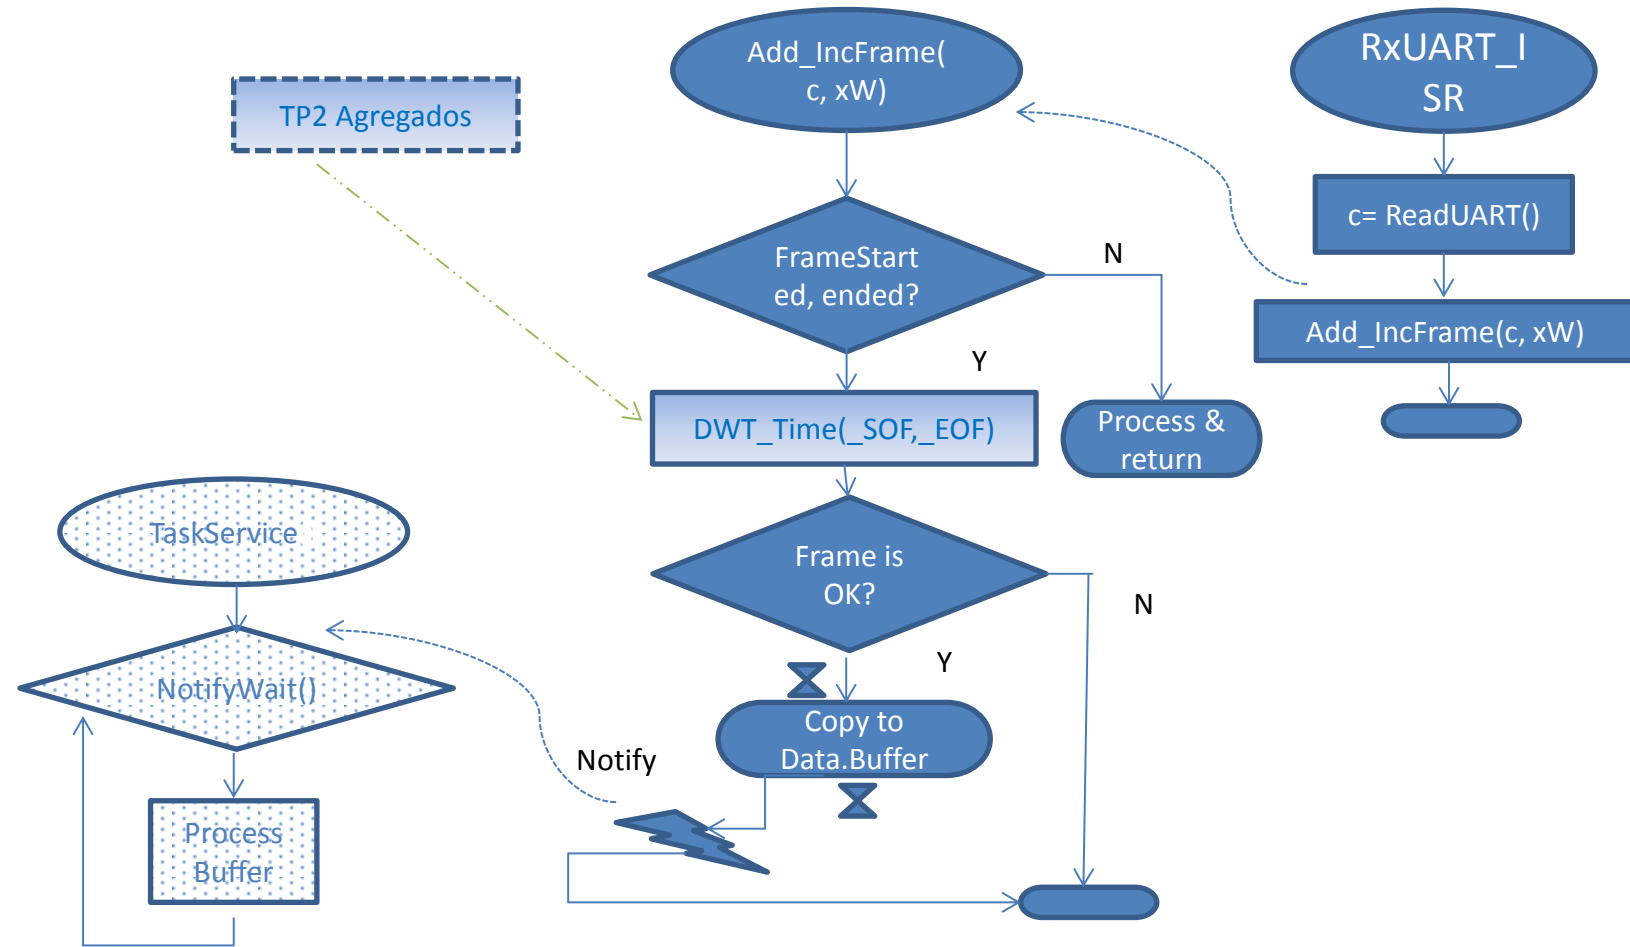 Add_IncFrame(
c, xW)
RxUART_I
SR
TP2 Agregados
c= ReadUART()
FrameStart
ed, ended?
N
Add_IncFrame(c, xW)
Y
DWT_Time(_SOF,_EOF)
Process &
return
TaskService
Frame is
OK?
N
Y
NotifyWait()
Copy to
Data.Buffer
Notify
Process
Buffer